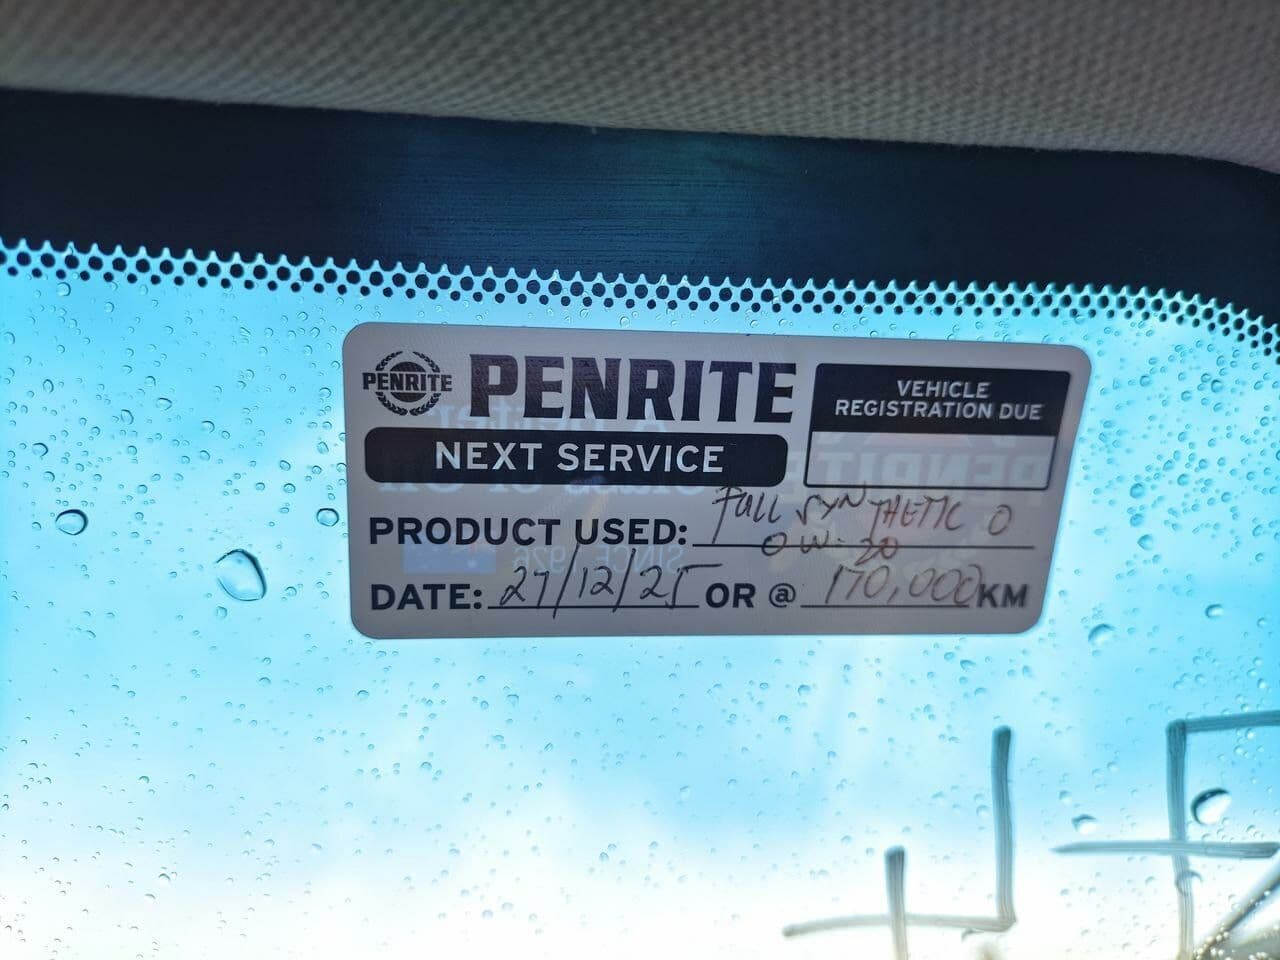 PENRITE PENRITE
VEHICLE
REGISTRATION DUE
NEXT SERVICE
PRODUCT USED: FULL SYNTHETIC O
0W-20
DATE: 27/12/25 OR @ 170,000 KM